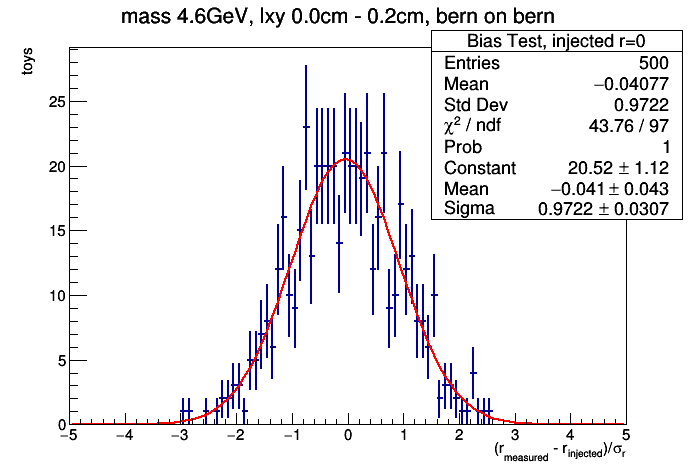 mass 4.6GeV, lxy 0.0cm - 0.2cm, bern on bern
Bias Test, injected r=0
Entries 500
Mean −0.04077
Std Dev 0.9722
χ² / ndf 43.76 / 97
Prob 1
Constant 20.52 ± 1.12
Mean −0.041 ± 0.043
Sigma 0.9722 ± 0.0307
toys
25
20
15
10
5
0
−5 −4 −3 −2 −1 0 1 2 3 4 5
(r_measured - r_injected)/σ_r